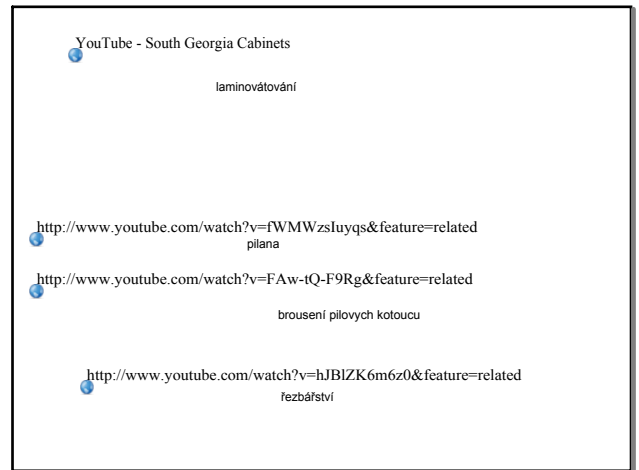 YouTube - South Georgia Cabinets
laminovátování
http://www.youtube.com/watch?v=fWMWzsIuyqs&feature=related
pilana
http://www.youtube.com/watch?v=FAw-tQ-F9Rg&feature=related
brousení pilovych kotoucu
http://www.youtube.com/watch?v=hJBlZK6m6z0&feature=related
řezbářství